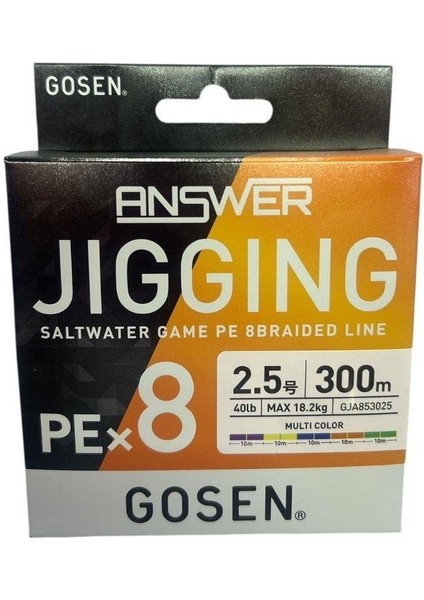 GOSEN®
ANSWER
JIGGING
SALTWATER GAME PE 8BRAIDED LINE
2.5号 300m
40lb MAX 18.2kg GJA853025
MULTI COLOR
10m 10m 10m 10m 10m
PE×8
GOSEN®